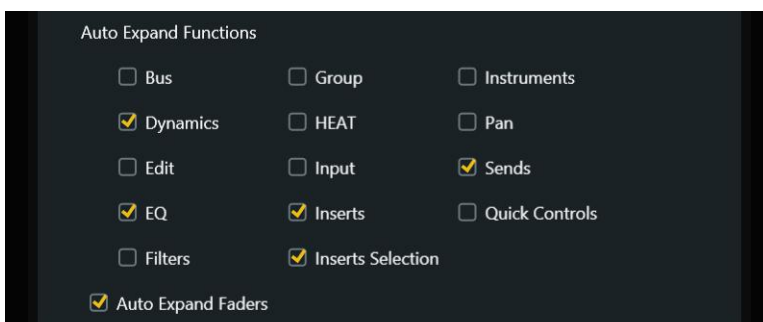 Auto Expand Functions
Bus Group Instruments
Dynamics HEAT Pan
Edit Input Sends
EQ Inserts Quick Controls
Filters Inserts Selection
Auto Expand Faders